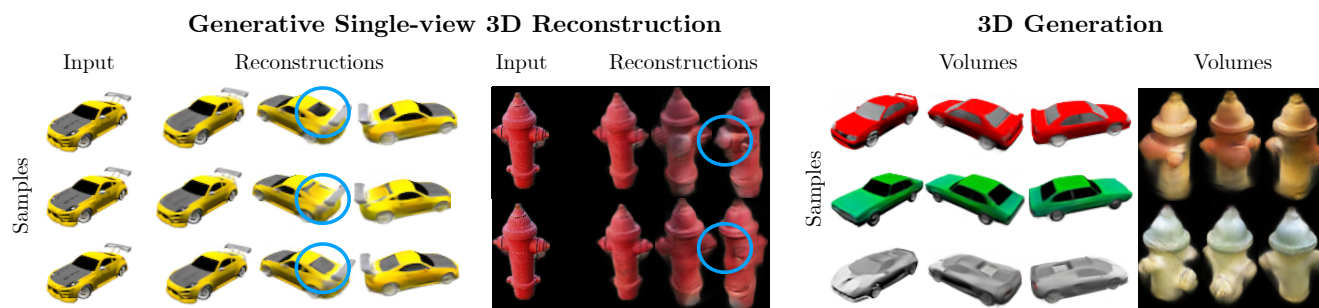 Generative Single-view 3D Reconstruction
3D Generation
Input
Reconstructions
Input
Reconstructions
Volumes
Volumes
Samples
Samples